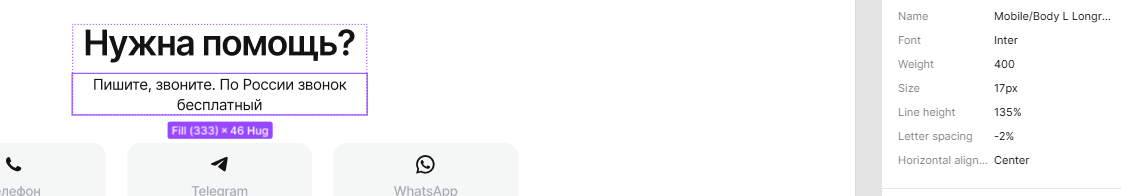 Нужна помощь?
Пишите, звоните. По России звонок
бесплатный
Fill (333) × 46 Hug
елефон
Telegram
WhatsApp
Name Mobile/Body L Longr...
Font Inter
Weight 400
Size 17px
Line height 135%
Letter spacing -2%
Horizontal align... Center